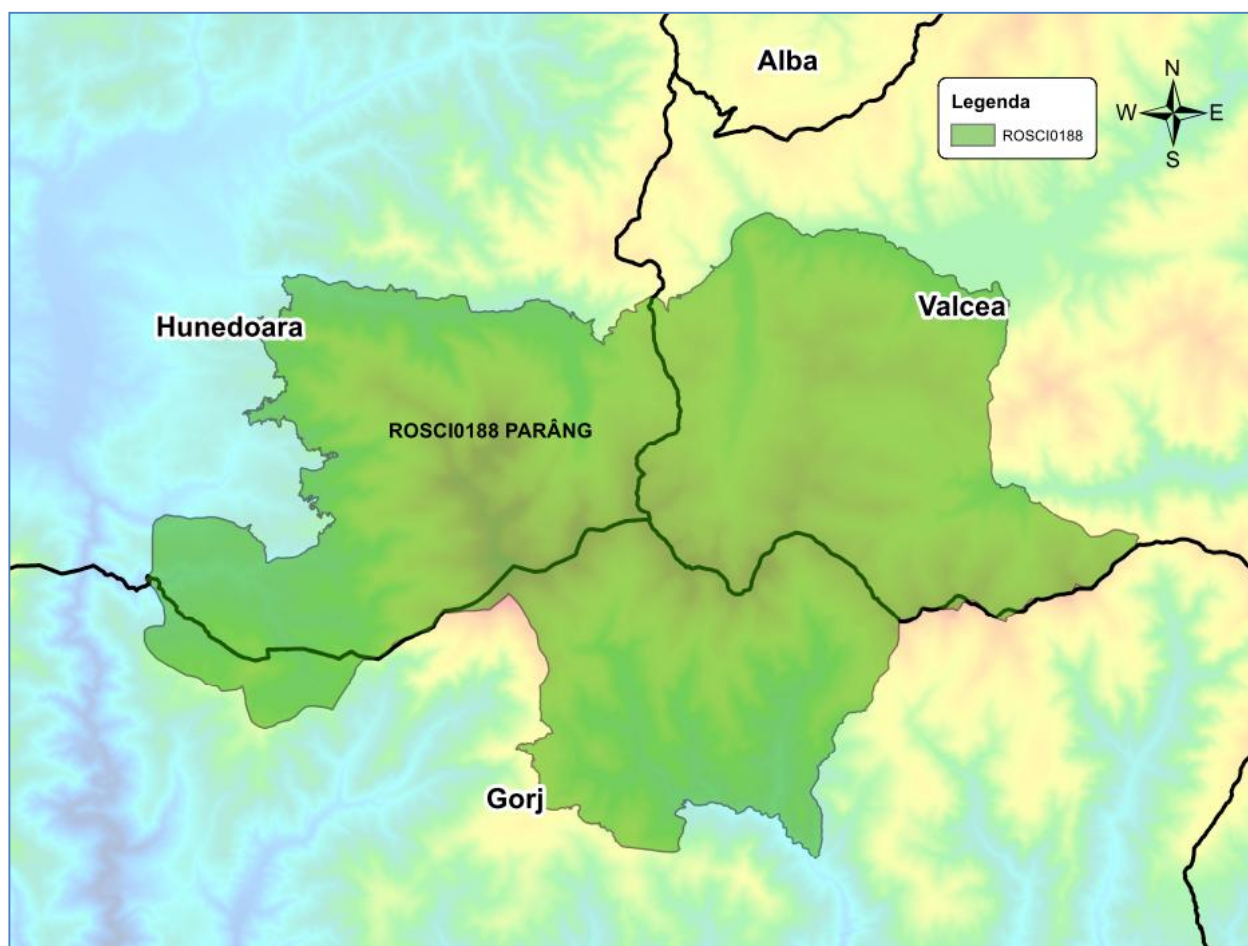 Alba
N
Legenda
W E
ROSCI0188
S
Valcea
Hunedoara
ROSCI0188 PARÂNG
Gorj